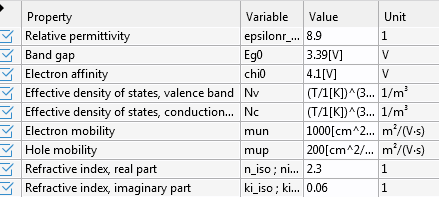 Property Variable Value Unit
Relative permittivity epsilonr_... 8.9 1
Band gap Eg0 3.39[V] V
Electron affinity chi0 4.1[V] V
Effective density of states, valence band Nv (T/1[K])^(3... 1/m³
Effective density of states, conduction... Nc (T/1[K])^(3... 1/m³
Electron mobility mun 1000[cm^2... m²/(V·s)
Hole mobility mup 200[cm^2/... m²/(V·s)
Refractive index, real part n_iso ; ni... 2.3 1
Refractive index, imaginary part ki_iso ; ki... 0.06 1